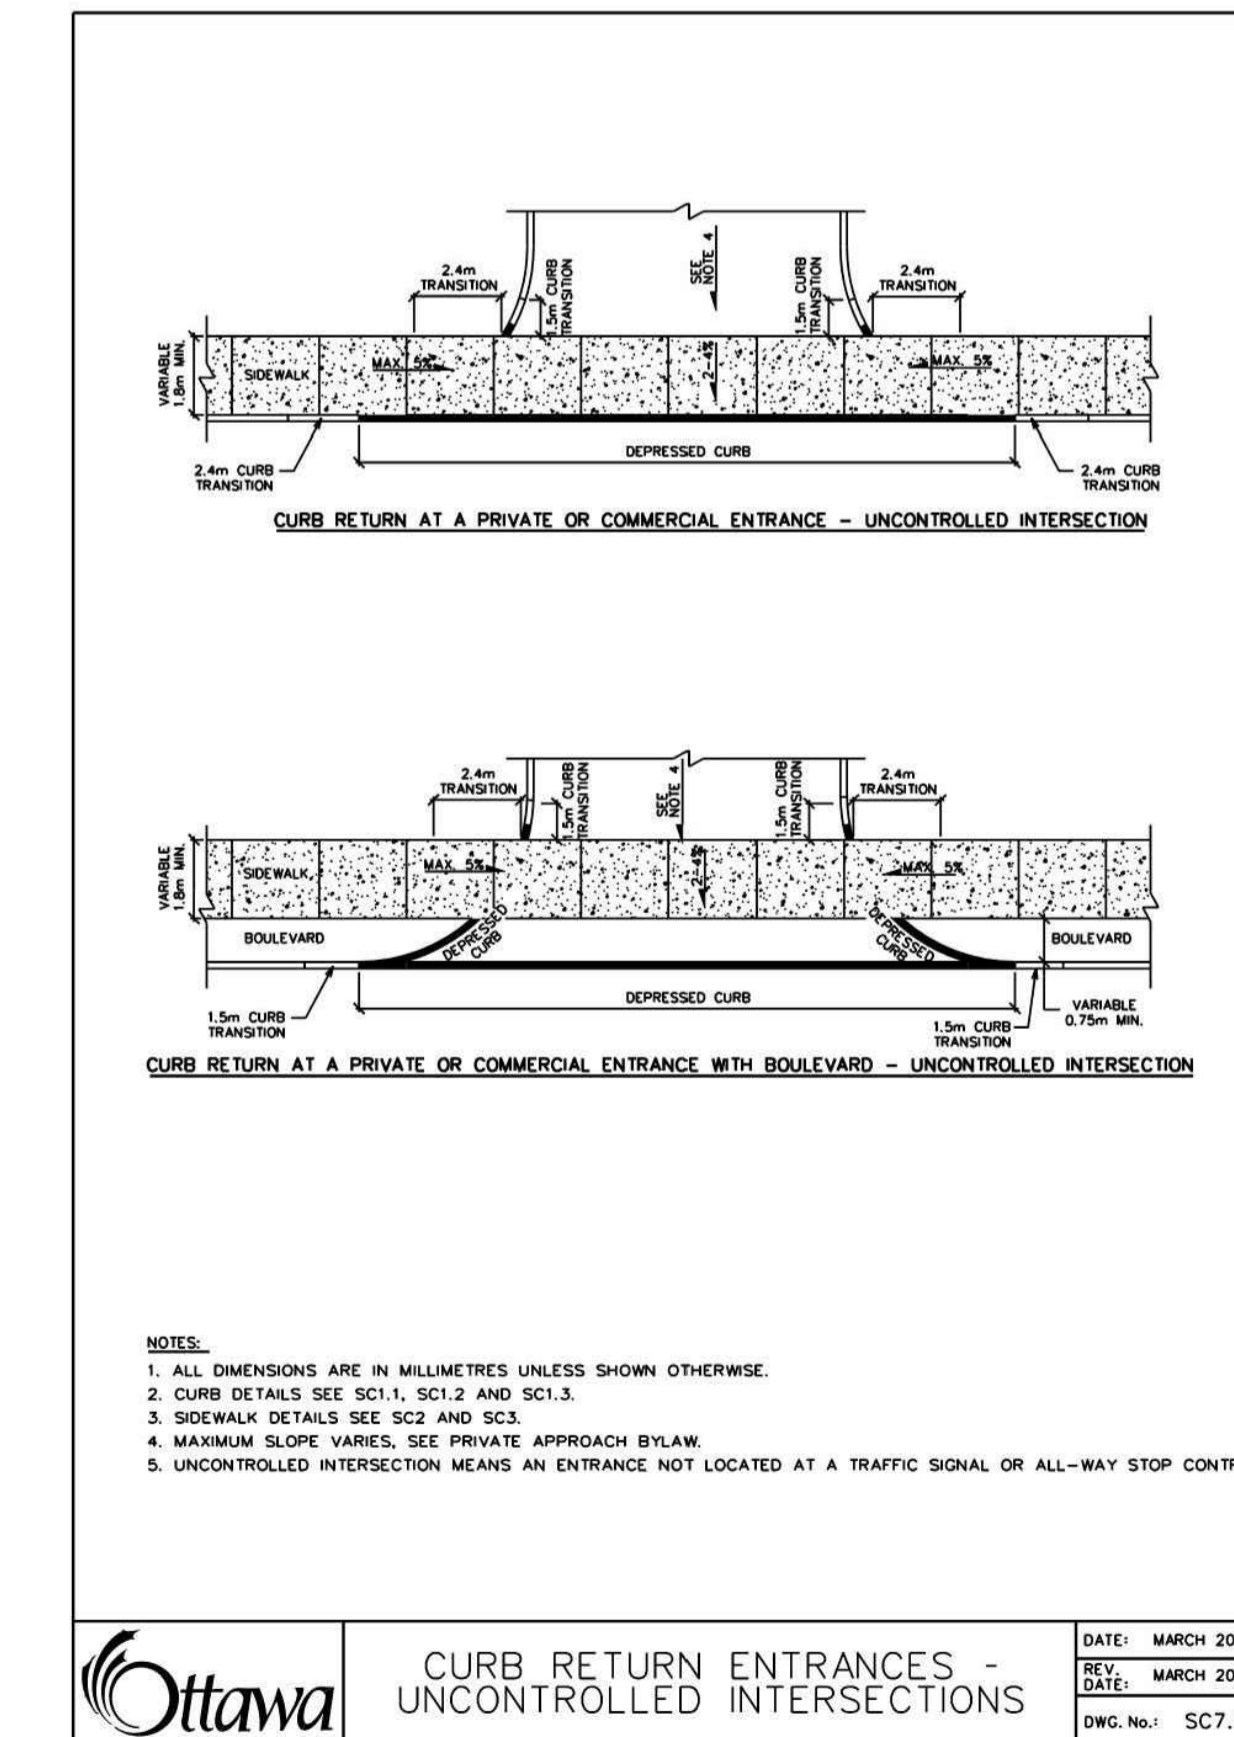 2.4m
TRANSITION
1.5m CURB
TRANSITION
SEE
NOTE 4
1.5m CURB
TRANSITION
2.4m
TRANSITION
VARIABLE
1.8m MIN.
SIDEWALK
MAX. 5%
2-4%
MAX. 5%
DEPRESSED CURB
2.4m CURB
TRANSITION
2.4m CURB
TRANSITION
CURB RETURN AT A PRIVATE OR COMMERCIAL ENTRANCE - UNCONTROLLED INTERSECTION
2.4m
TRANSITION
1.5m CURB
TRANSITION
SEE
NOTE 4
1.5m CURB
TRANSITION
2.4m
TRANSITION
VARIABLE
1.8m MIN.
SIDEWALK
MAX. 5%
2-4%
MAX. 5%
BOULEVARD
DEPRESSED
CURB
DEPRESSED
CURB
BOULEVARD
DEPRESSED CURB
1.5m CURB
TRANSITION
1.5m CURB
TRANSITION
VARIABLE
0.75m MIN.
CURB RETURN AT A PRIVATE OR COMMERCIAL ENTRANCE WITH BOULEVARD - UNCONTROLLED INTERSECTION
NOTES:
1. ALL DIMENSIONS ARE IN MILLIMETRES UNLESS SHOWN OTHERWISE.
2. CURB DETAILS SEE SC1.1, SC1.2 AND SC1.3.
3. SIDEWALK DETAILS SEE SC2 AND SC3.
4. MAXIMUM SLOPE VARIES, SEE PRIVATE APPROACH BYLAW.
5. UNCONTROLLED INTERSECTION MEANS AN ENTRANCE NOT LOCATED AT A TRAFFIC SIGNAL OR ALL-WAY STOP
Ottawa
CURB RETURN ENTRANCES -
UNCONTROLLED INTERSECTIONS
DATE: MARCH 20
REV.
DATE: MARCH 20
DWG. No.: SC7.